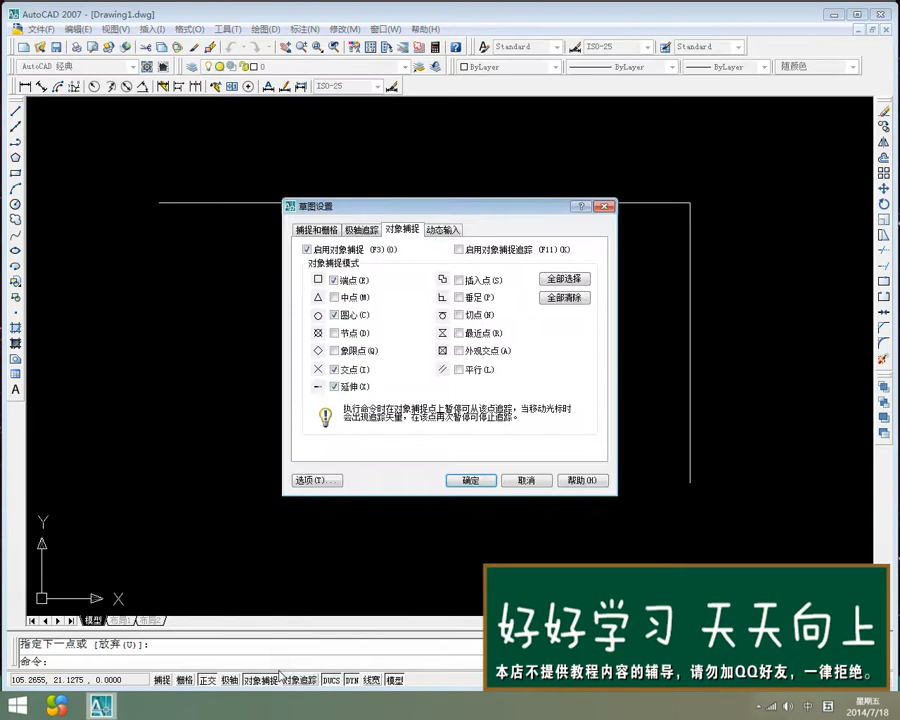 AutoCAD 2007 - [Drawing1.dwg]
文件(F) 编辑(E) 视图(V) 插入(I) 格式(O) 工具(T) 绘图(D) 标注(N) 修改(M) 窗口(W) 帮助(H)
Standard ISO-25 Standard
AutoCAD 经典 0 ByLayer ByLayer ByLayer 随颜色
ISO-25
草图设置
捕捉和栅格 极轴追踪 对象捕捉 动态输入
启用对象捕捉 (F3)(O) 启用对象捕捉追踪 (F11)(K)
对象捕捉模式
端点(E) 插入点(S) 全部选择
中点(M) 垂足(P) 全部清除
圆心(C) 切点(N)
节点(D) 最近点(R)
象限点(Q) 外观交点(A)
交点(I) 平行(L)
延伸(X)
执行命令时在对象捕捉点上暂停可从该点追踪，当移动光标时
会出现追踪矢量，在该点再次暂停可停止追踪。
选项(T)... 确定 取消 帮助(H)
Y
X
模型 布局1 布局2
指定下一点或 [放弃(U)]:
命令:
105.2655, 21.1275 , 0.0000 捕捉 栅格 正交 极轴 对象捕捉 对象追踪 DUCS DYN 线宽 模型
好好学习 天天向上
本店不提供教程内容的辅导，请勿加QQ好友，一律拒绝。
中 五 星期五
2014/7/18